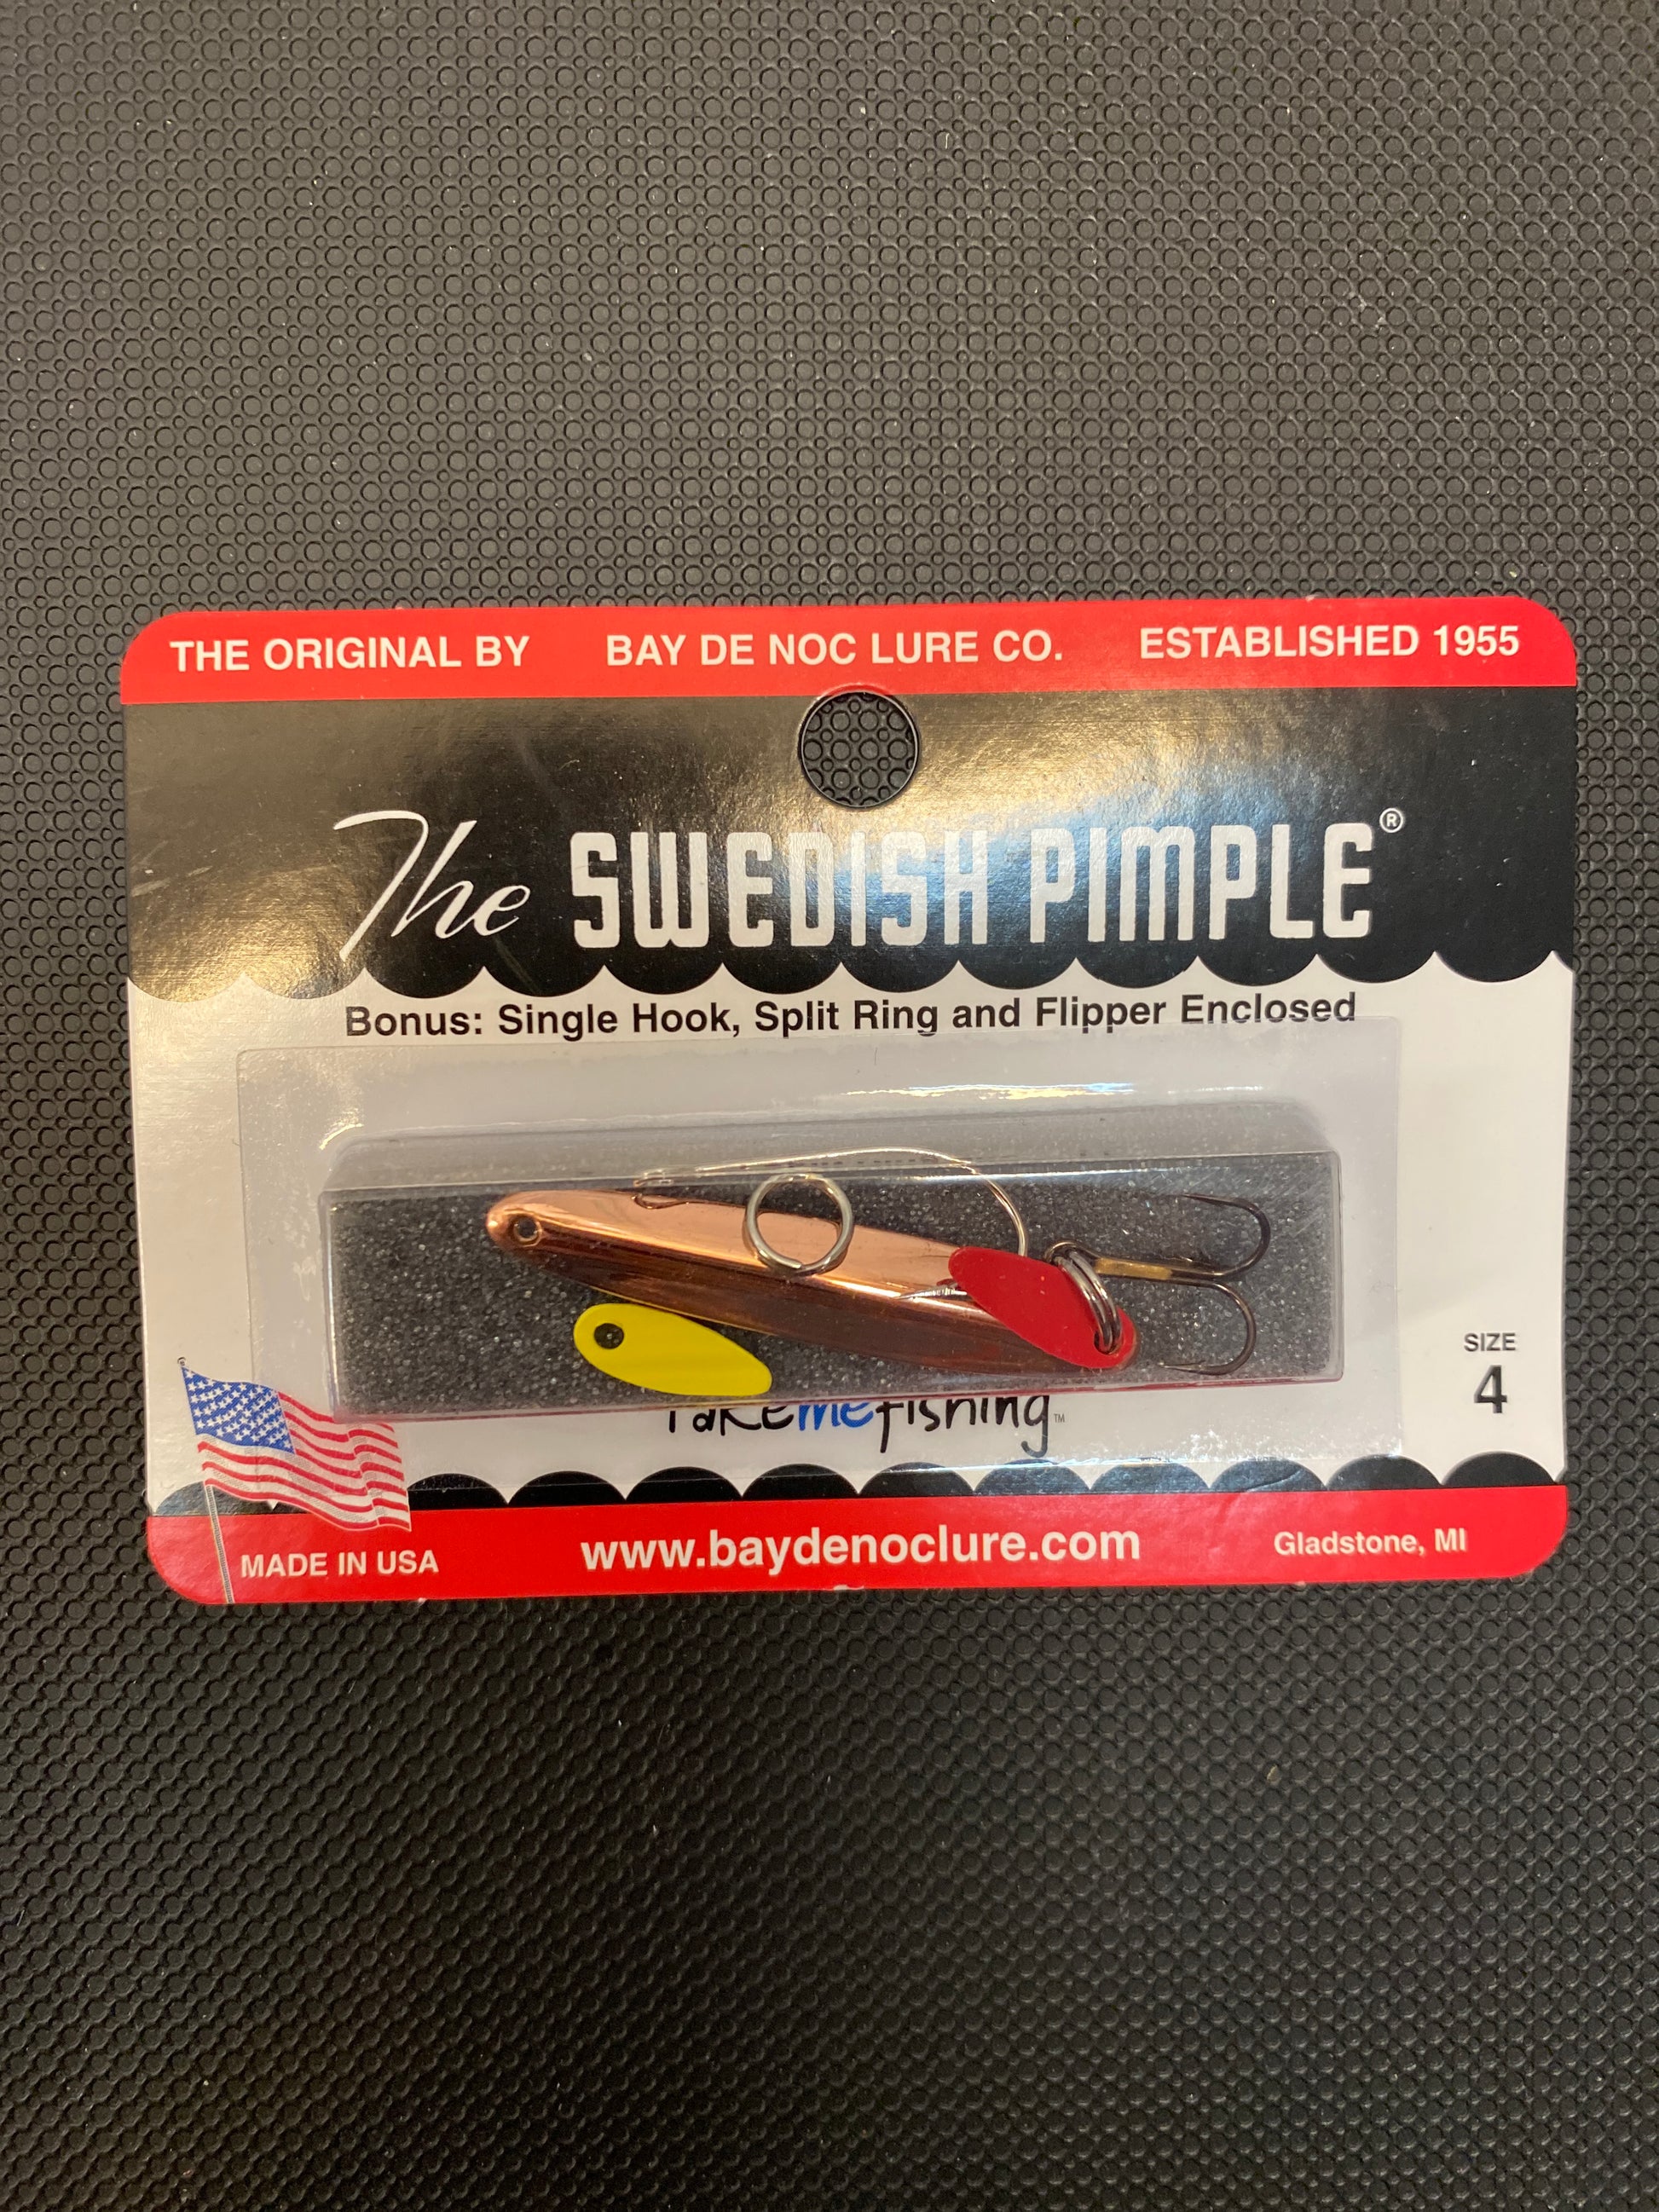 THE ORIGINAL BY BAY DE NOC LURE CO. ESTABLISHED 1955
The SWEDISH PIMPLE®
Bonus: Single Hook, Split Ring and Flipper Enclosed
SIZE
4
Takemefishing™
MADE IN USA www.baydenoclure.com Gladstone, MI